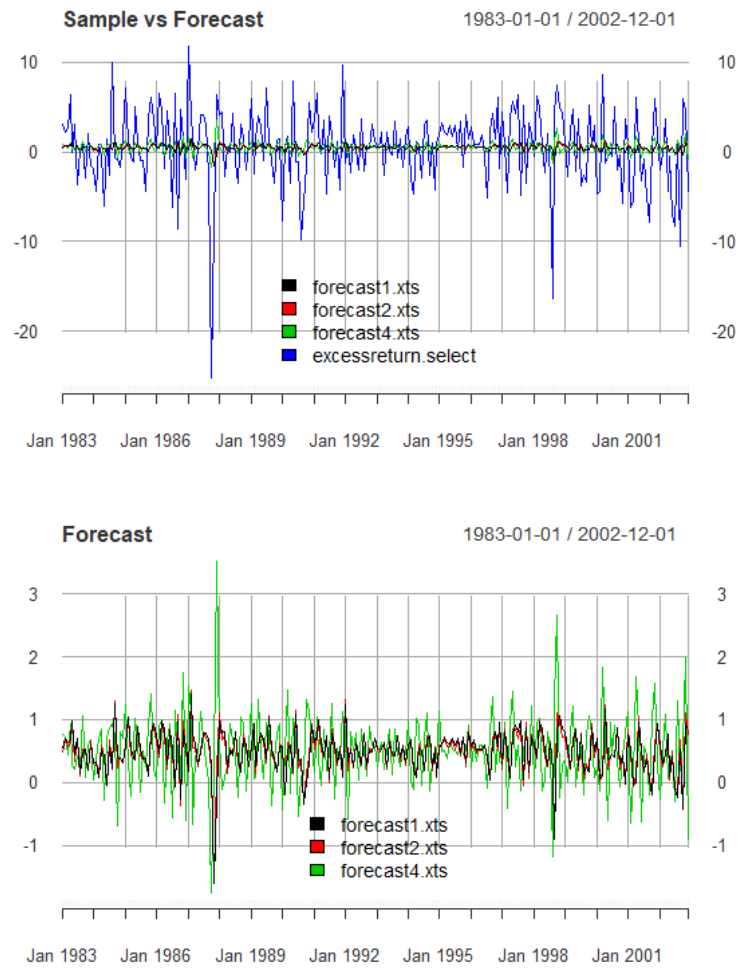 Sample vs Forecast 1983-01-01 / 2002-12-01
10 10
0 0
-10 -10
-20 -20
forecast1.xts
forecast2.xts
forecast4.xts
excessreturn.select
Jan 1983 Jan 1986 Jan 1989 Jan 1992 Jan 1995 Jan 1998 Jan 2001
Forecast 1983-01-01 / 2002-12-01
3 3
2 2
1 1
0 0
-1 -1
forecast1.xts
forecast2.xts
forecast4.xts
Jan 1983 Jan 1986 Jan 1989 Jan 1992 Jan 1995 Jan 1998 Jan 2001